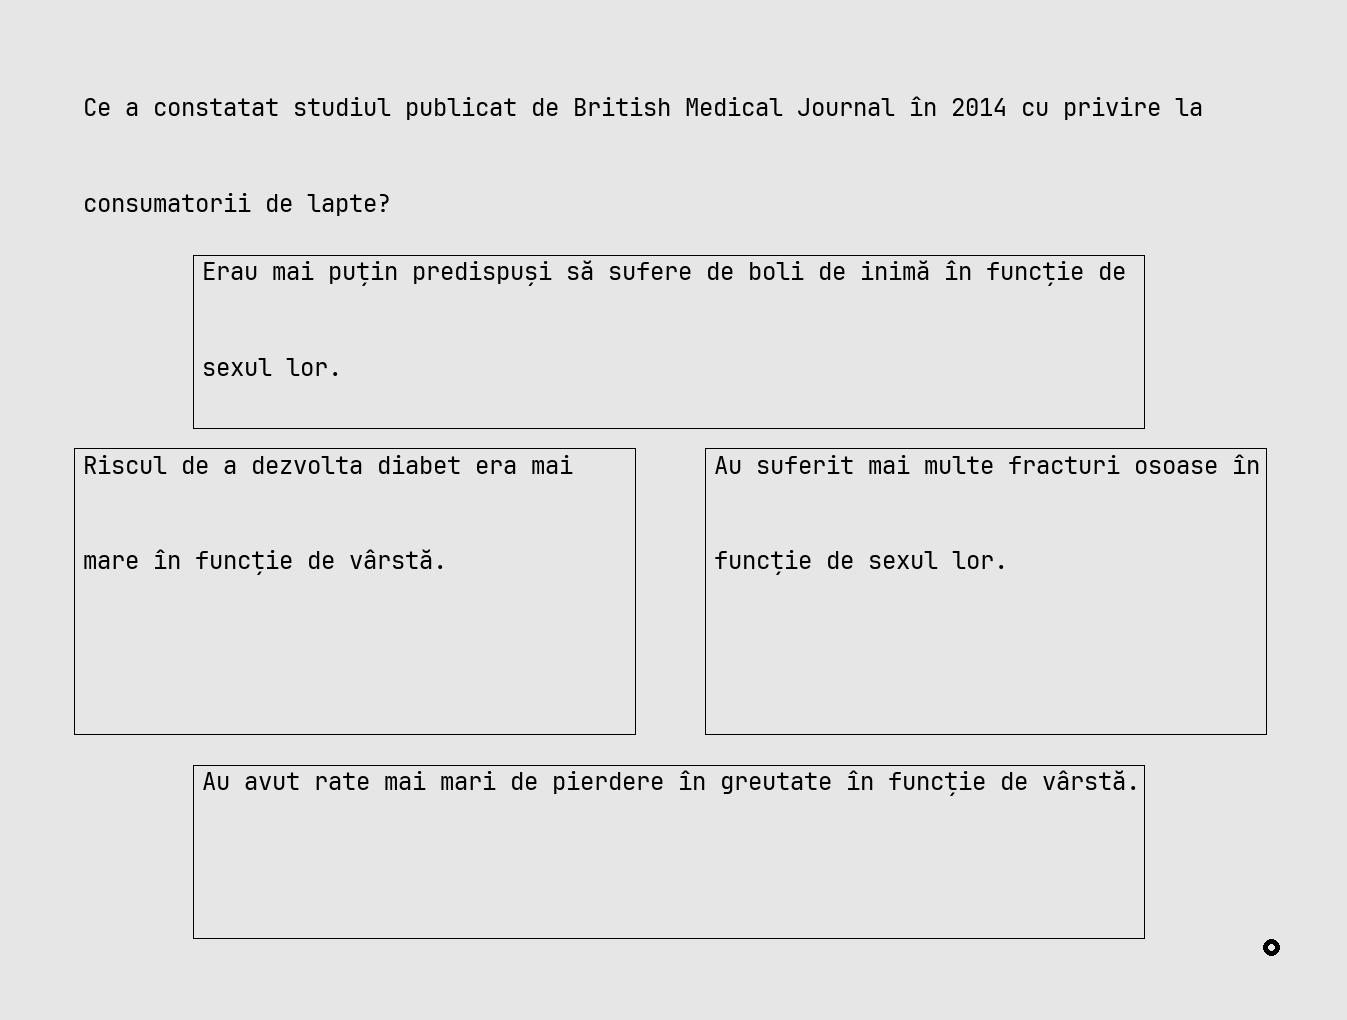 Ce a constatat studiul publicat de British Medical Journal în 2014 cu privire la
consumatorii de lapte?
Erau mai puțin predispuși să sufere de boli de inimă în funcție de
sexul lor.
Riscul de a dezvolta diabet era mai
mare în funcție de vârstă.
Au suferit mai multe fracturi osoase în
funcție de sexul lor.
Au avut rate mai mari de pierdere în greutate în funcție de vârstă.